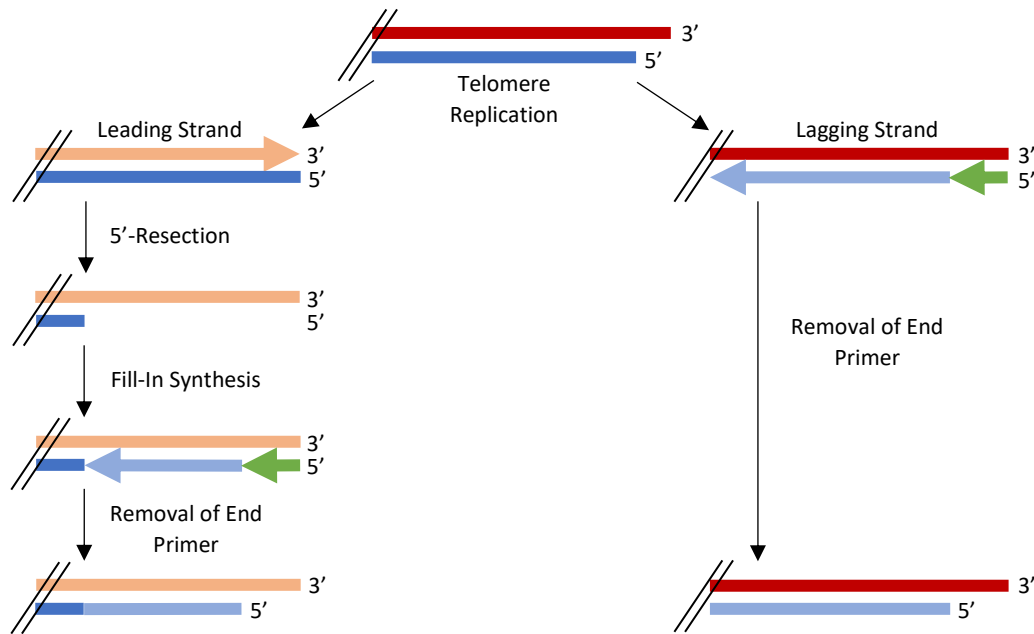 3’
5’
Telomere
Replication
Leading Strand
3’
5’
Lagging Strand
3’
5’
5’-Resection
3’
5’
Removal of End
Primer
Fill-In Synthesis
3’
5’
Removal of End
Primer
3’
5’
3’
5’